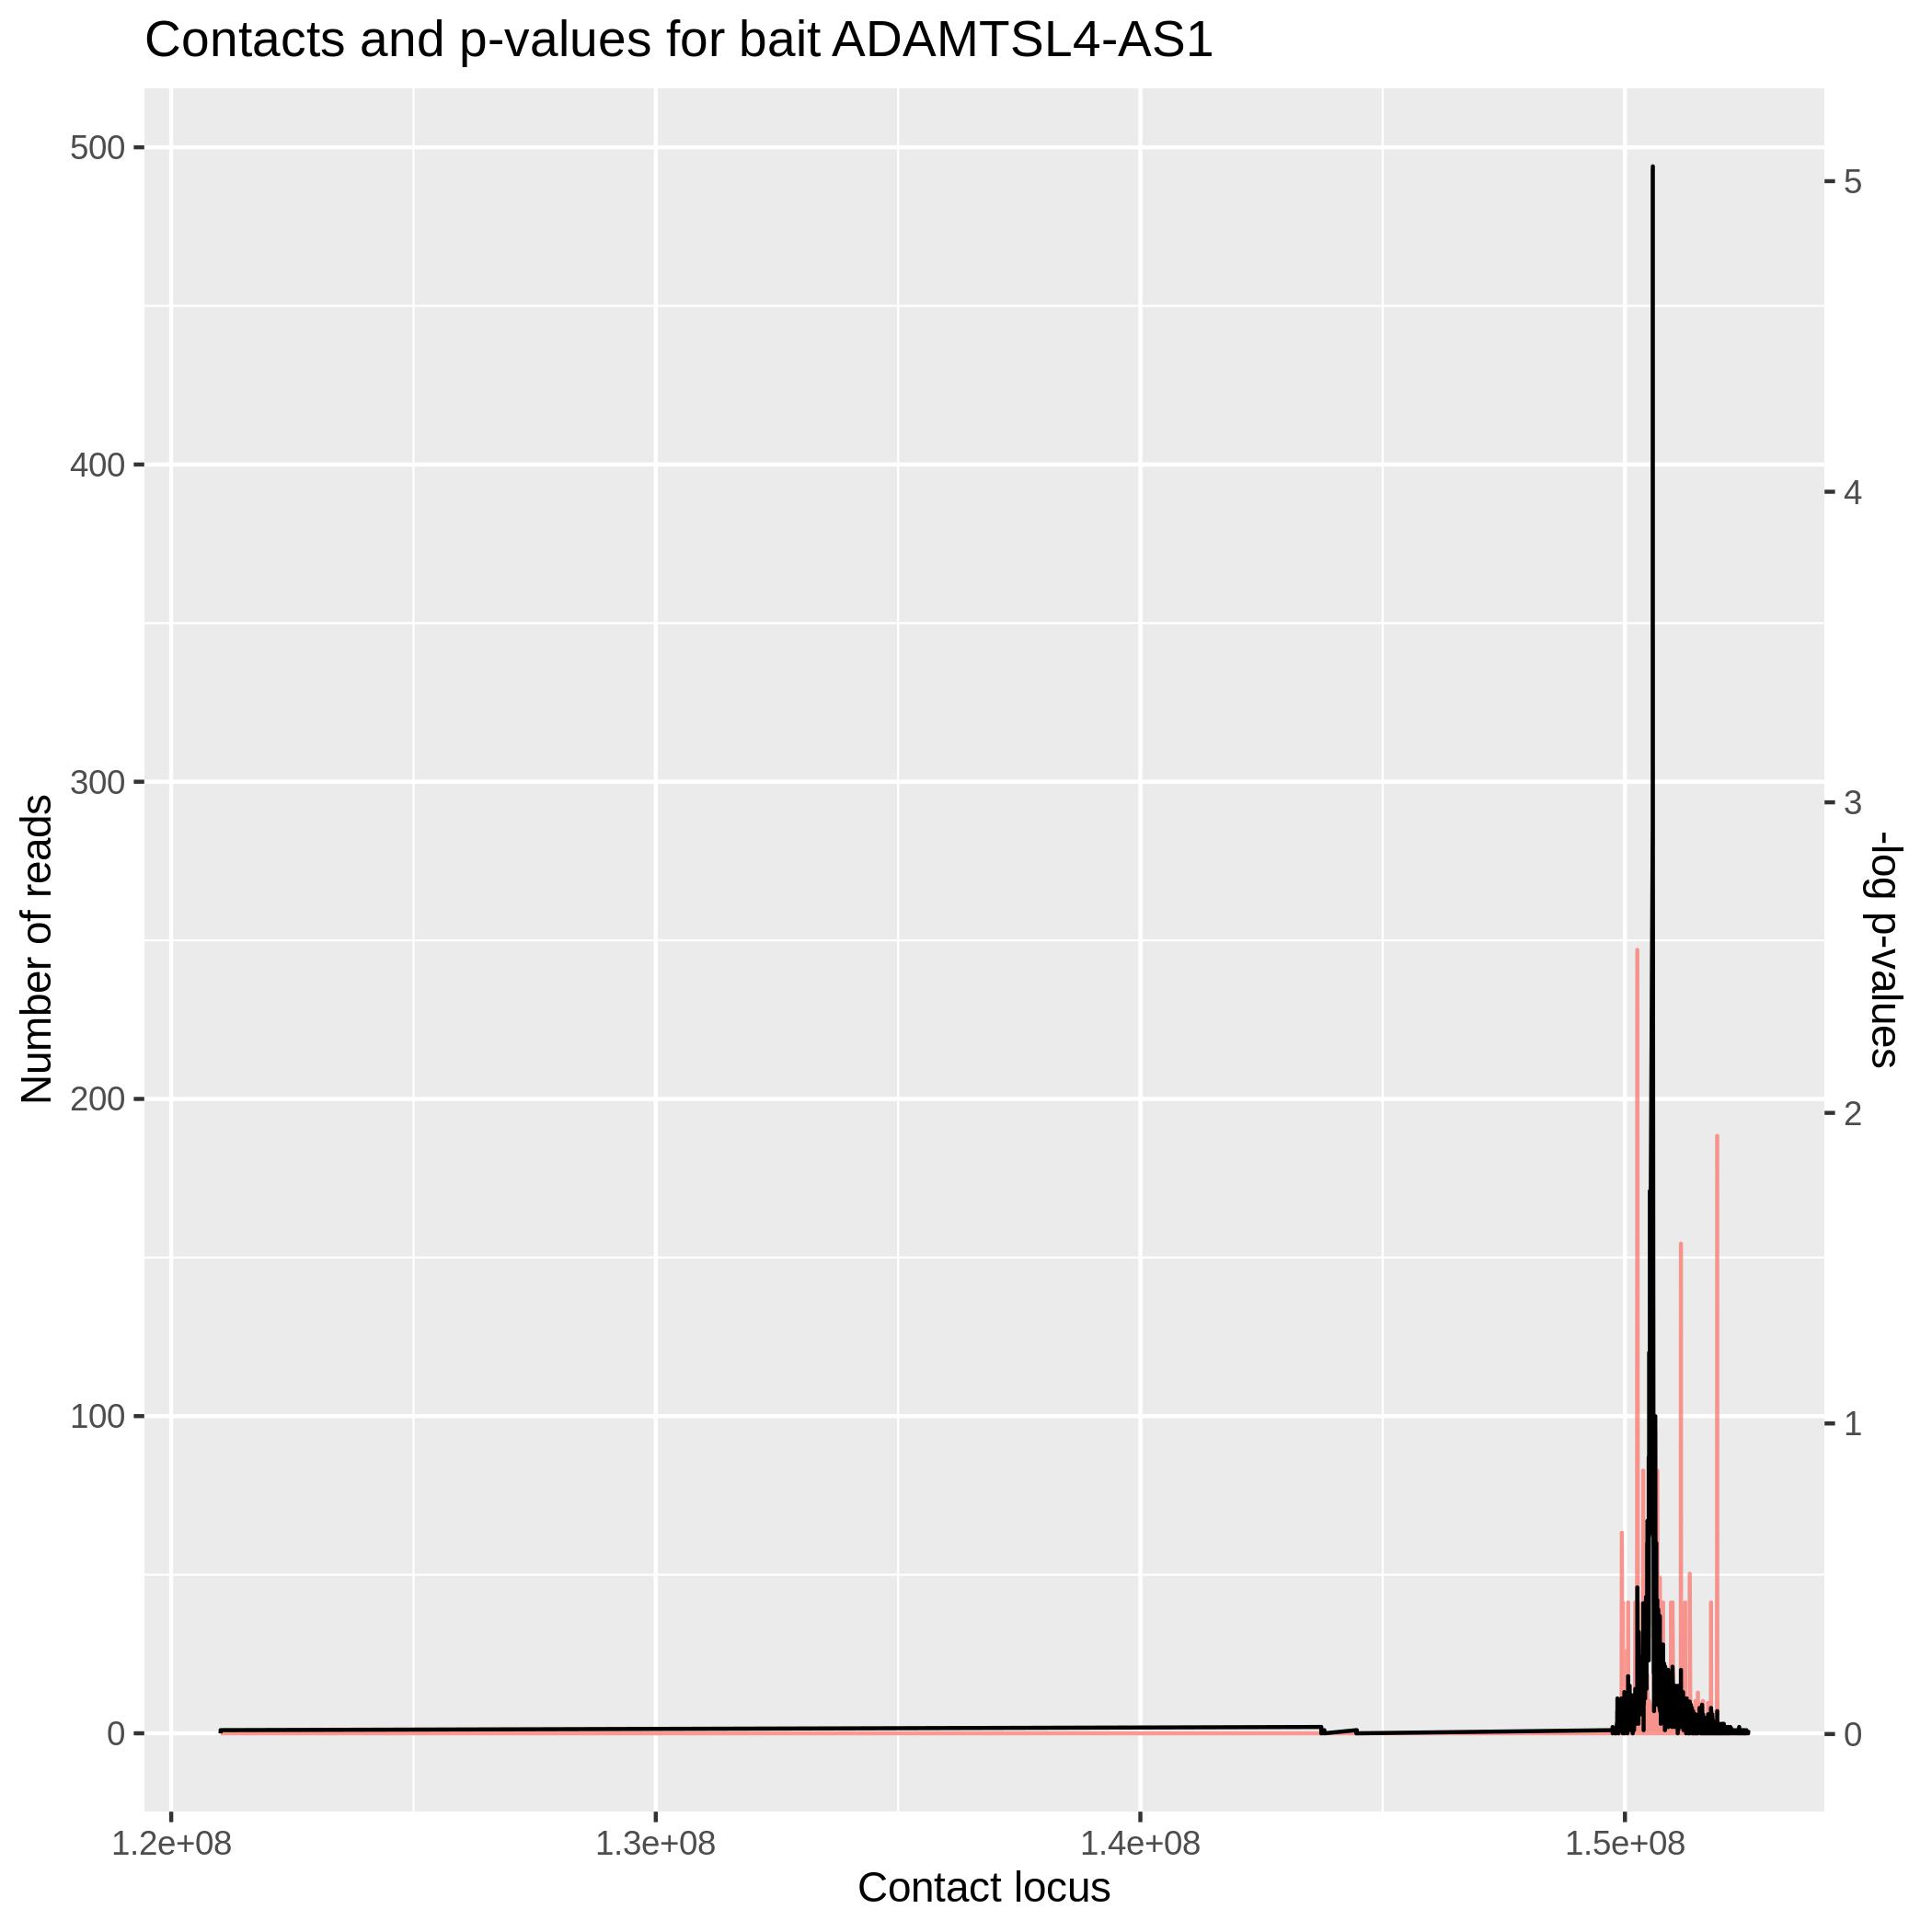 Contacts and p-values for bait ADAMTSL4-AS1
500
400
300
200
100
0
Number of reads
5
4
3
2
1
0
-log p-values
1.2e+08
1.3e+08
1.4e+08
1.5e+08
Contact locus